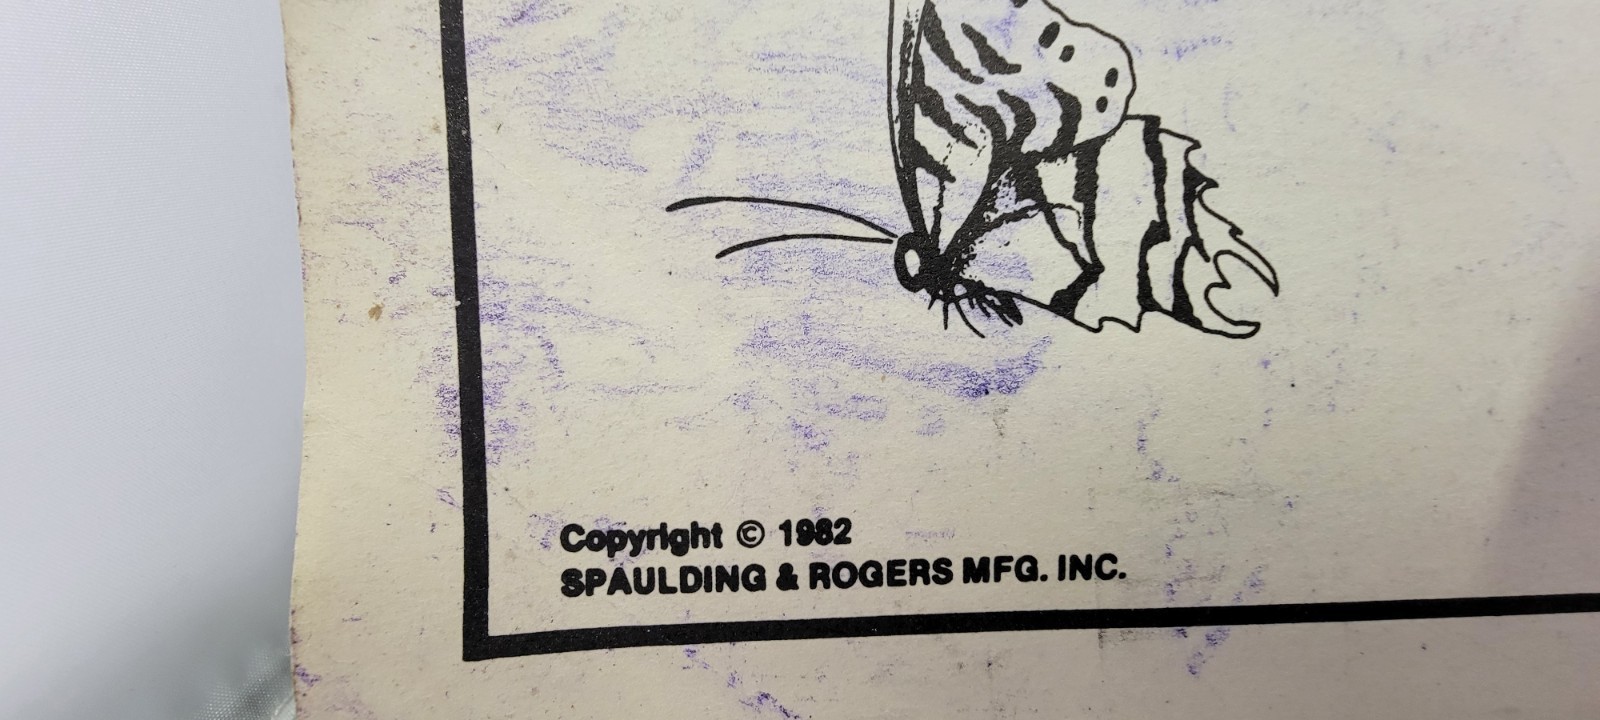 Copyright © 1982
SPAULDING & ROGERS MFG. INC.